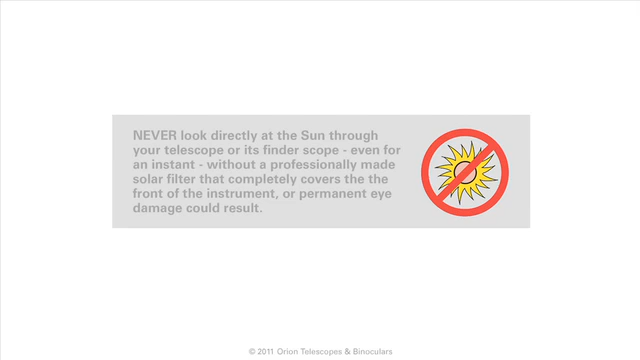 NEVER look directly at the Sun through
your telescope or its finder scope - even for
an instant - without a professionally made
solar filter that completely covers the the
front of the instrument, or permanent eye
damage could result.
© 2011 Orion Telescopes & Binoculars